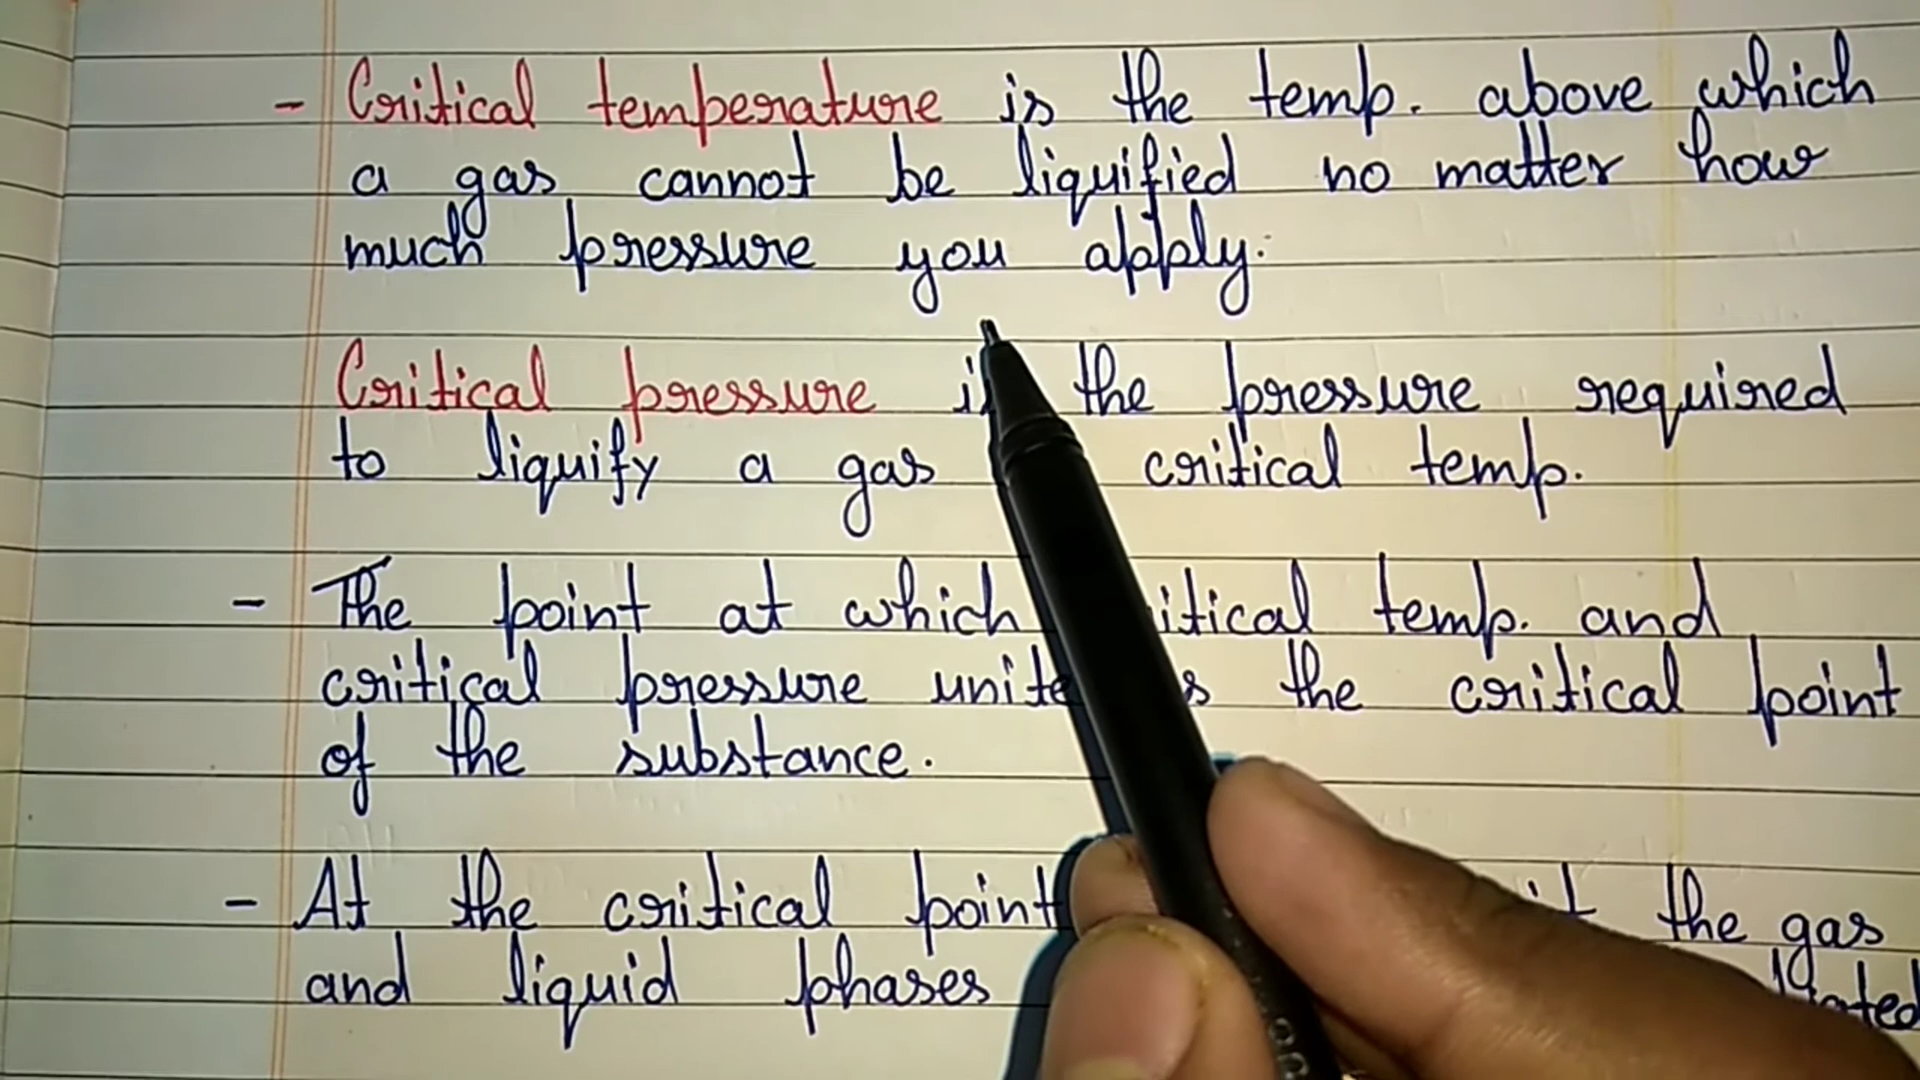 - Critical temperature is the temp. above which
a gas cannot be liquified no matter how
much pressure you apply.
Critical pressure the pressure required
to liquify a gas critical temp.
- The point at which temp. and
critical pressure the critical point
of the substance.
- At the critical point the gas
and liquid phases